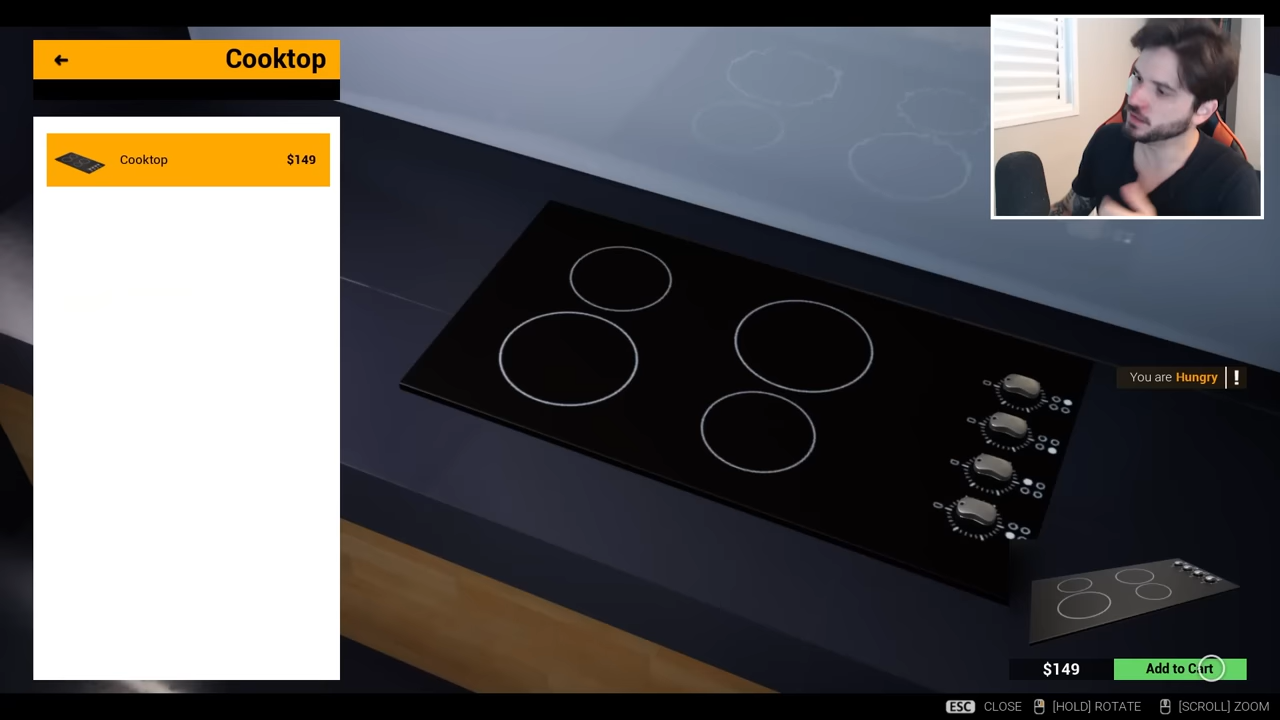 Cooktop
Cooktop $149
You are Hungry !
$149 Add to Cart
ESC CLOSE [HOLD] ROTATE [SCROLL] ZOOM